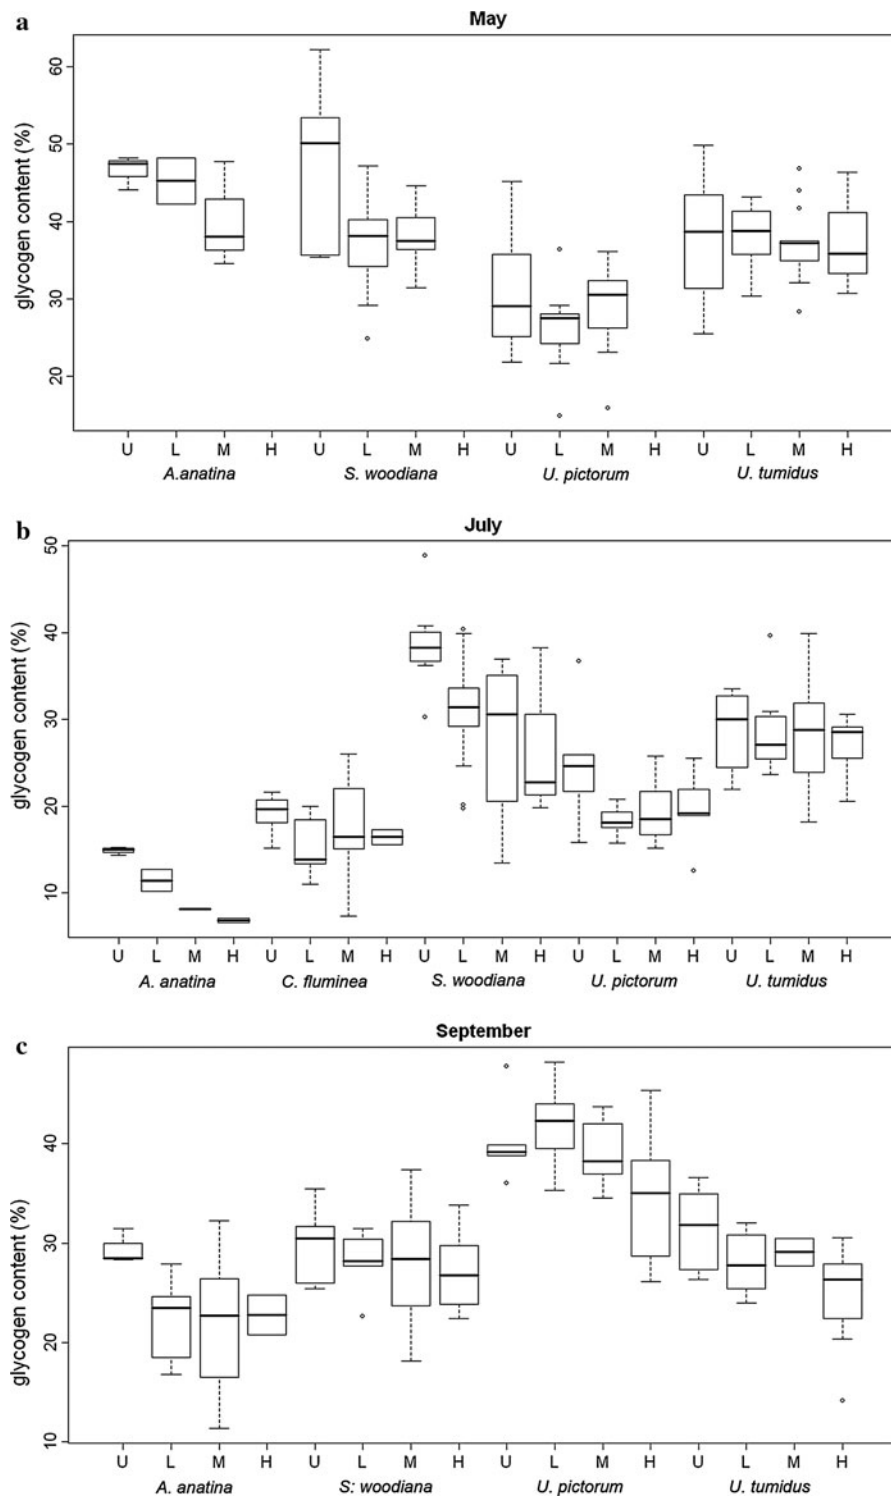 a
May
glycogen content (%)
60
50
40
30
20
U L M H U L M H U L M H U L M H
A.anatina S. woodiana U. pictorum U. tumidus
b
July
glycogen content (%)
50
40
30
20
10
U L M H U L M H U L M H U L M H U L M H
A. anatina C. fluminea S. woodiana U. pictorum U. tumidus
c
September
glycogen content (%)
40
30
20
10
U L M H U L M H U L M H U L M H
A. anatina S: woodiana U. pictorum U. tumidus